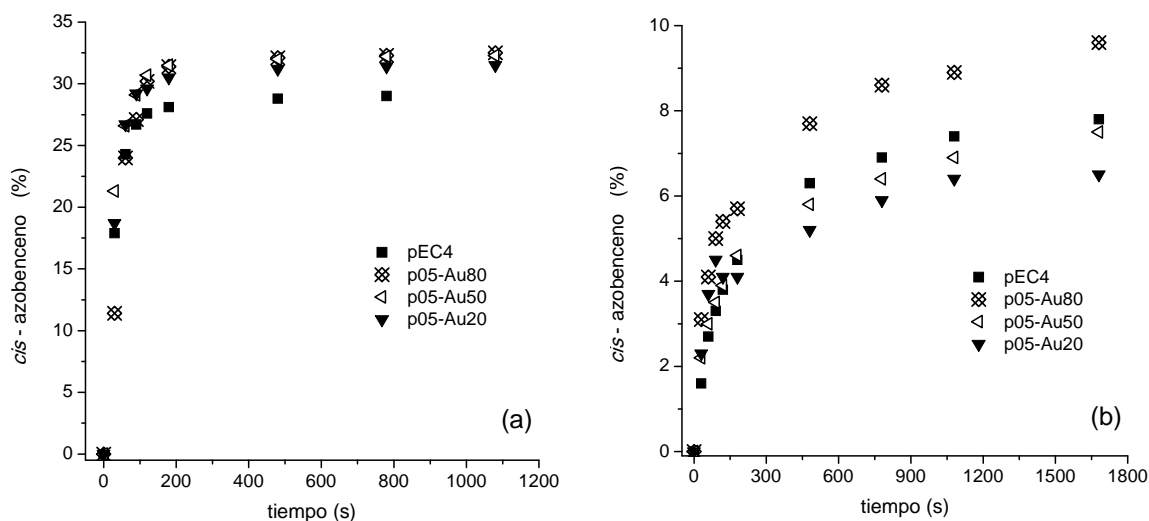 35
30
25
20
15
10
5
0
cis - azobenceno (%)
pEC4
p05-Au80
p05-Au50
p05-Au20
(a)
0 200 400 600 800 1000 1200
tiempo (s)
10
8
6
4
2
0
cis - azobenceno (%)
pEC4
p05-Au80
p05-Au50
p05-Au20
(b)
0 300 600 900 1200 1500 1800
tiempo (s)